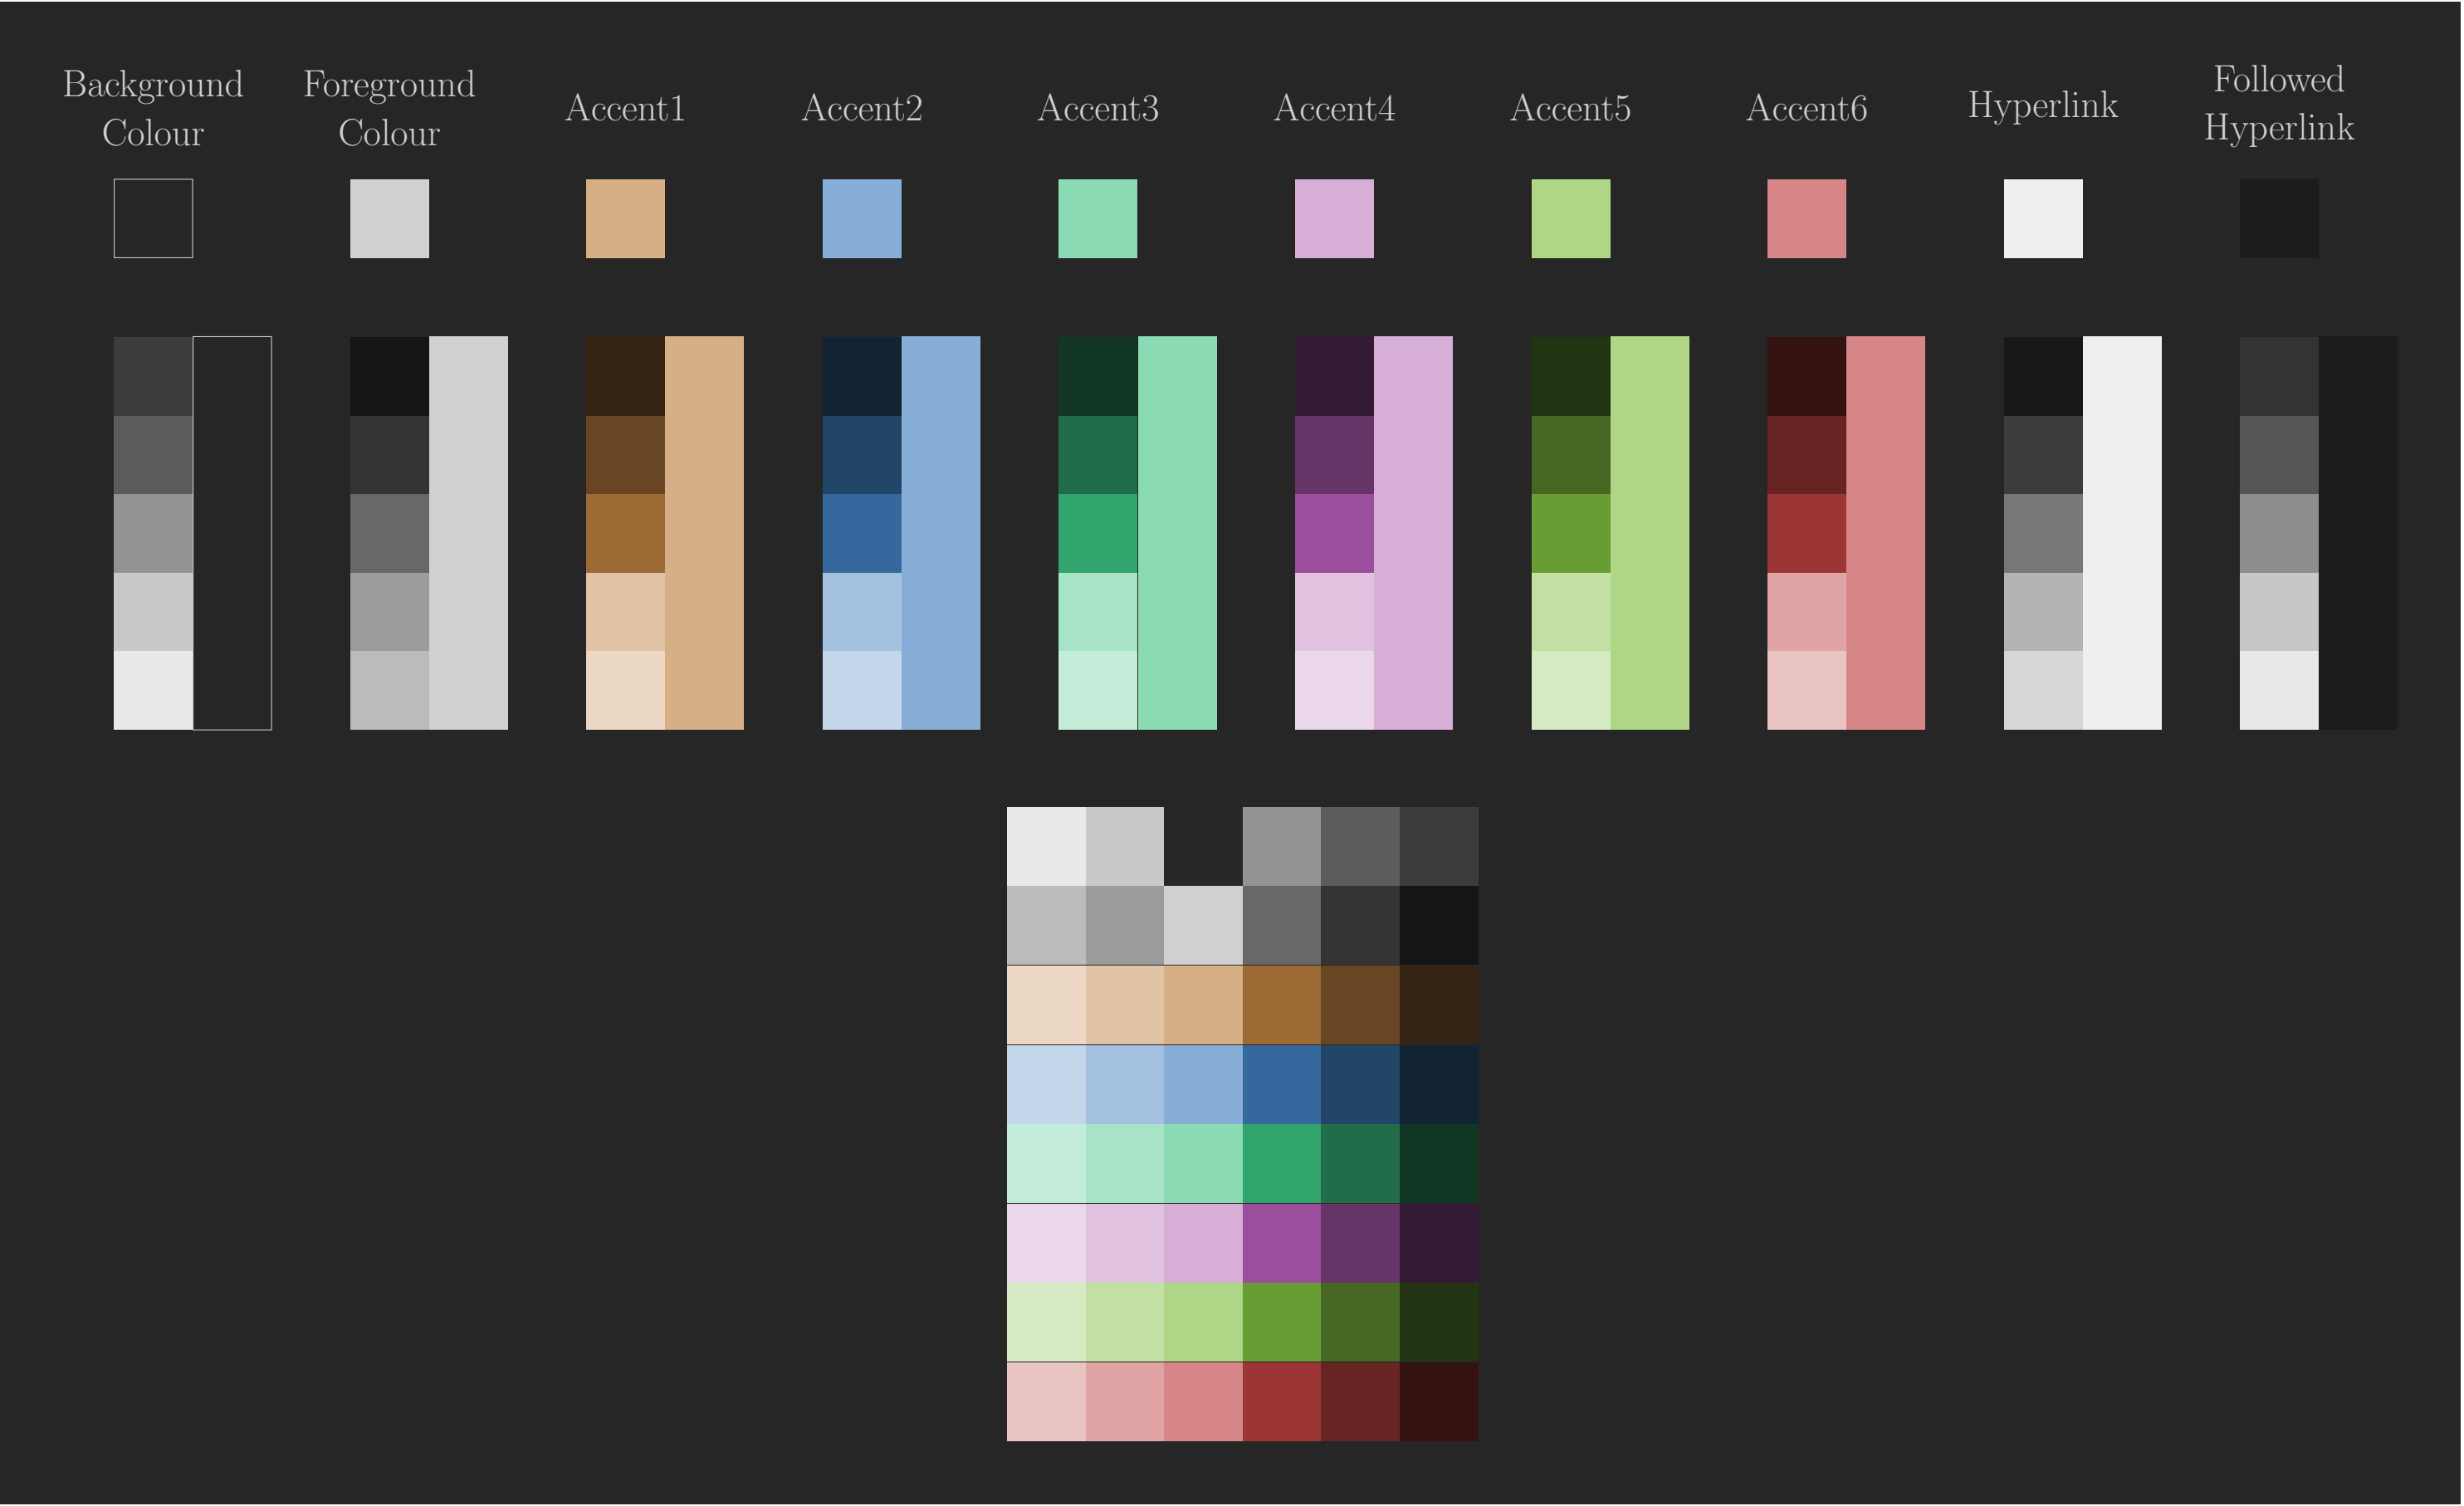 Background
Colour
Foreground
Colour
Accent1
Accent2
Accent3
Accent4
Accent5
Accent6
Hyperlink
Followed
Hyperlink